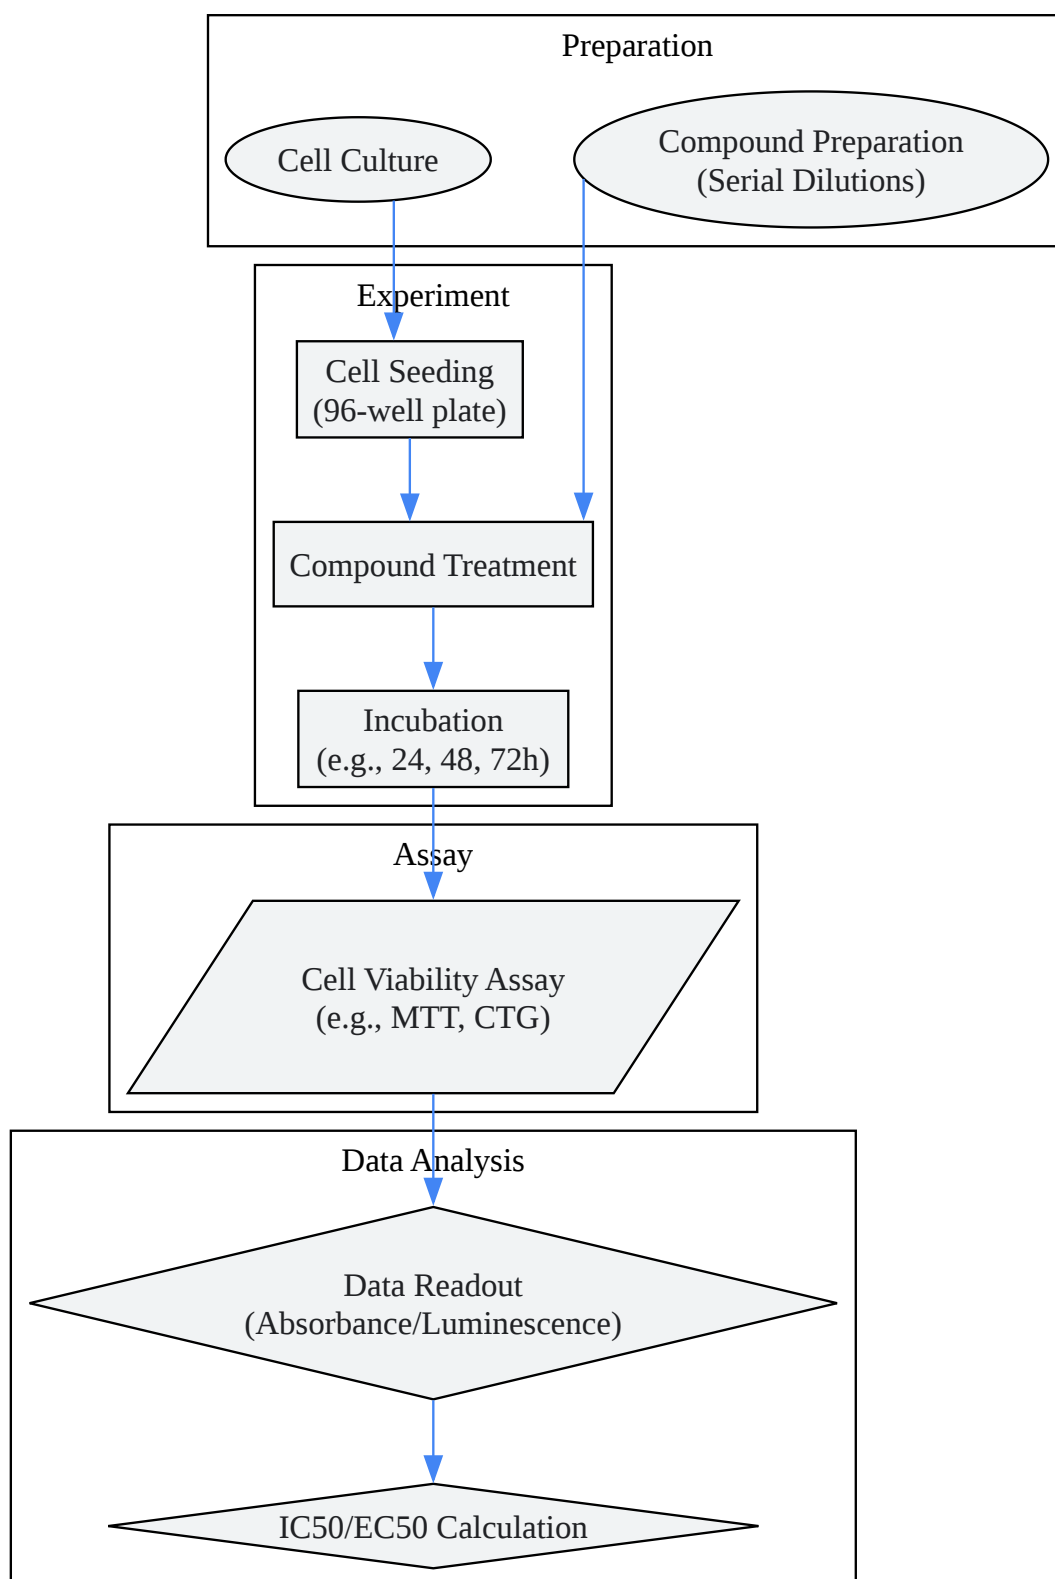 Preparation
Cell Culture
Compound Preparation
(Serial Dilutions)
Experiment
Cell Seeding
(96-well plate)
Compound Treatment
Incubation
(e.g., 24, 48, 72h)
Assay
Cell Viability Assay
(e.g., MTT, CTG)
Data Analysis
Data Readout
(Absorbance/Luminescence)
IC50/EC50 Calculation